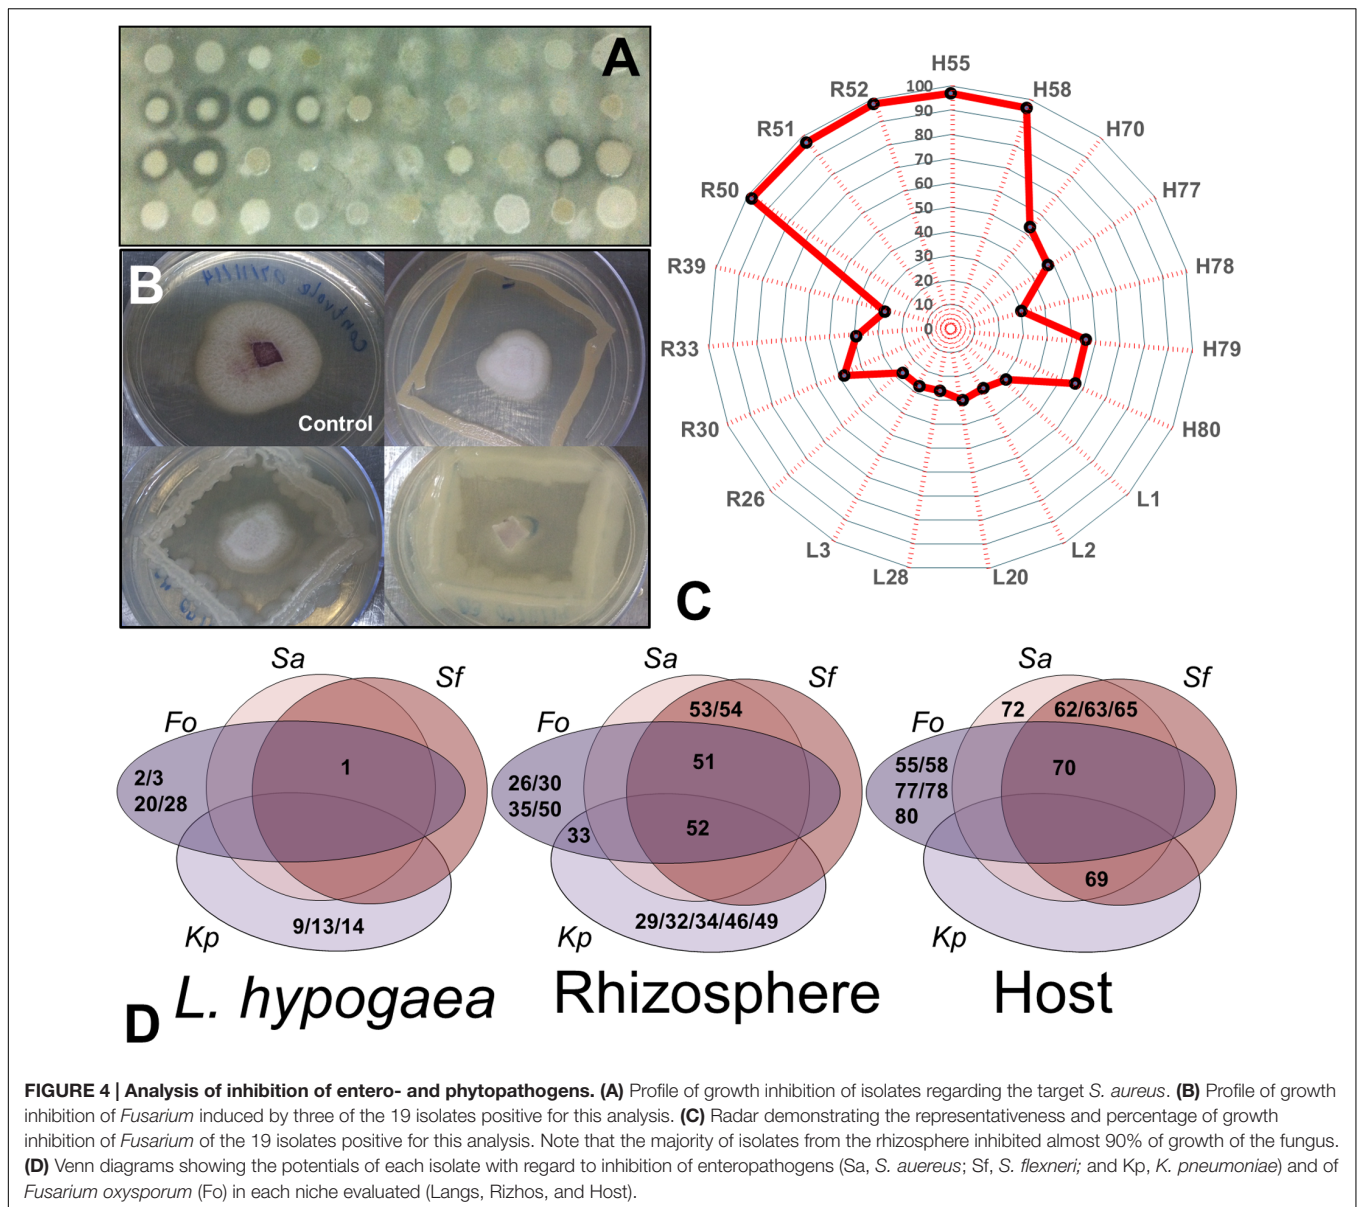 A
B
Controle 07/11/14
Control
C
H55
H58
H70
H77
H78
H79
H80
L1
L2
L20
L28
L3
R26
R30
R33
R39
R50
R51
R52
100
90
80
70
60
50
40
30
20
10
0
Sa
Sf
Fo
2/3
20/28
1
9/13/14
Kp
L. hypogaea
Sa
Sf
Fo
53/54
51
26/30
35/50
33
52
29/32/34/46/49
Kp
Rhizosphere
Sa
Sf
Fo
72
62/63/65
55/58
77/78
80
70
69
Kp
Host
D
FIGURE 4 | Analysis of inhibition of entero- and phytopathogens. (A) Profile of growth inhibition of isolates regarding the target S. aureus. (B) Profile of growth
inhibition of Fusarium induced by three of the 19 isolates positive for this analysis. (C) Radar demonstrating the representativeness and percentage of growth
inhibition of Fusarium of the 19 isolates positive for this analysis. Note that the majority of isolates from the rhizosphere inhibited almost 90% of growth of the fungus.
(D) Venn diagrams showing the potentials of each isolate with regard to inhibition of enteropathogens (Sa, S. auereus; Sf, S. flexneri; and Kp, K. pneumoniae) and of
Fusarium oxysporum (Fo) in each niche evaluated (Langs, Rizhos, and Host).